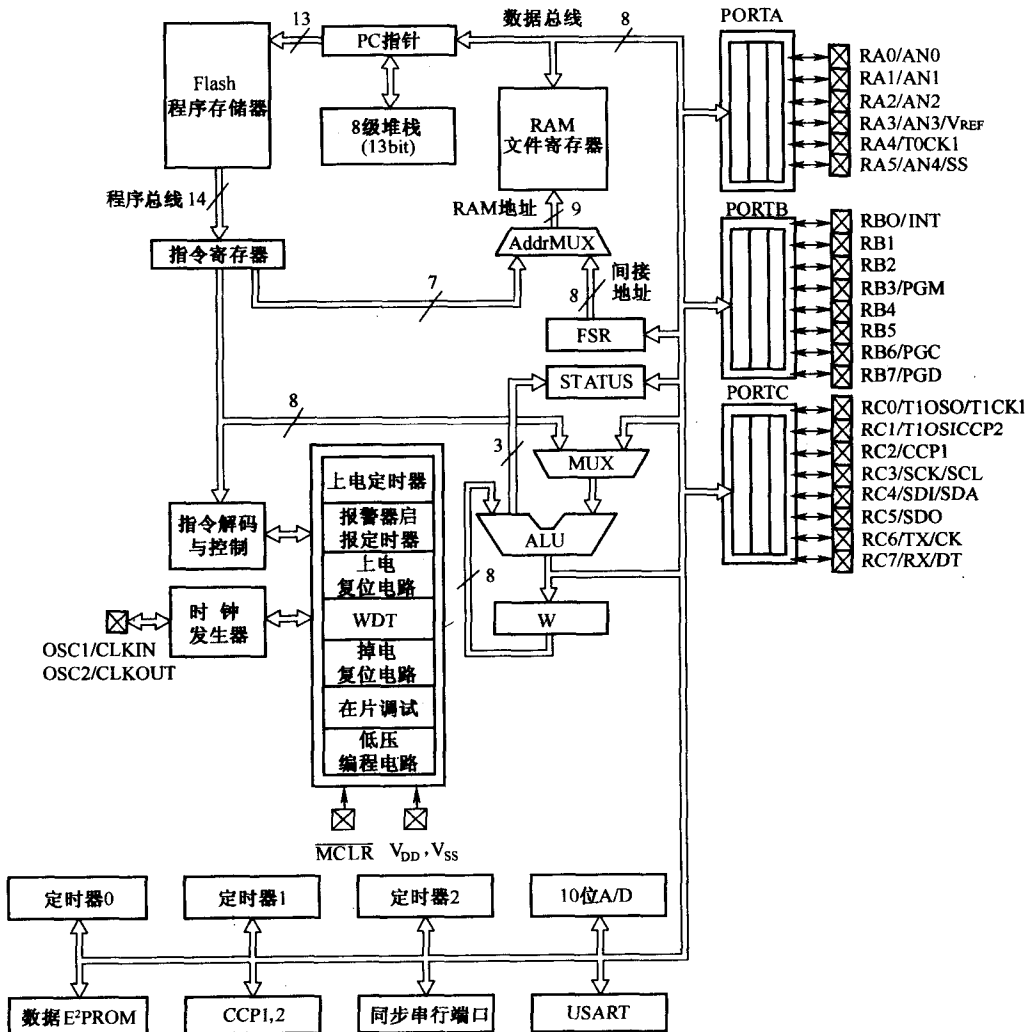 数据总线
8
13
PC指针
Flash
程序存储器
8级堆栈
(13bit)
RAM
文件寄存器
程序总线 14
RAM地址
9
指令寄存器
AddrMUX
7
8
间接
地址
FSR
STATUS
8
3
MUX
ALU
8
W
指令解码
与控制
时 钟
发生器
OSC1/CLKIN
OSC2/CLKOUT
上电定时器
报警器启
报定时器
上电
复位电路
WDT
掉电
复位电路
在片调试
低压
编程电路
MCLR
VDD,VSS
PORTA
RA0/AN0
RA1/AN1
RA2/AN2
RA3/AN3/VREF
RA4/T0CK1
RA5/AN4/SS
PORTB
RBO/INT
RB1
RB2
RB3/PGM
RB4
RB5
RB6/PGC
RB7/PGD
PORTC
RC0/T1OSO/T1CK1
RC1/T1OSICCP2
RC2/CCP1
RC3/SCK/SCL
RC4/SDI/SDA
RC5/SDO
RC6/TX/CK
RC7/RX/DT
定时器0
定时器1
定时器2
10位A/D
数据E²PROM
CCP1,2
同步串行端口
USART